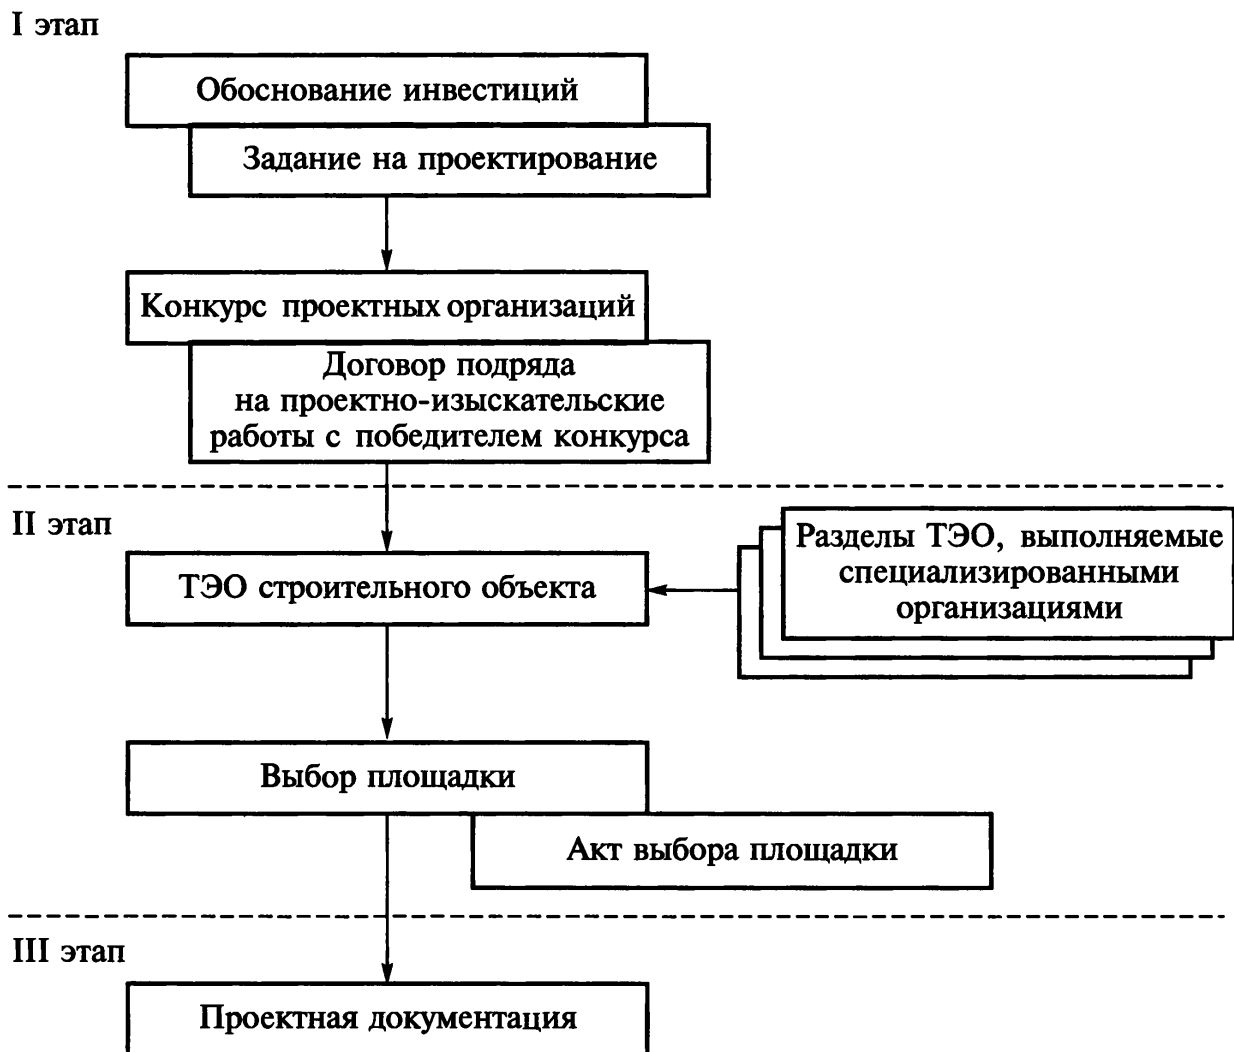 I этап
Обоснование инвестиций
Задание на проектирование
Конкурс проектных организаций
Договор подряда
на проектно-изыскательские
работы с победителем конкурса
II этап
Разделы ТЭО, выполняемые
специализированными
организациями
ТЭО строительного объекта
Выбор площадки
Акт выбора площадки
III этап
Проектная документация